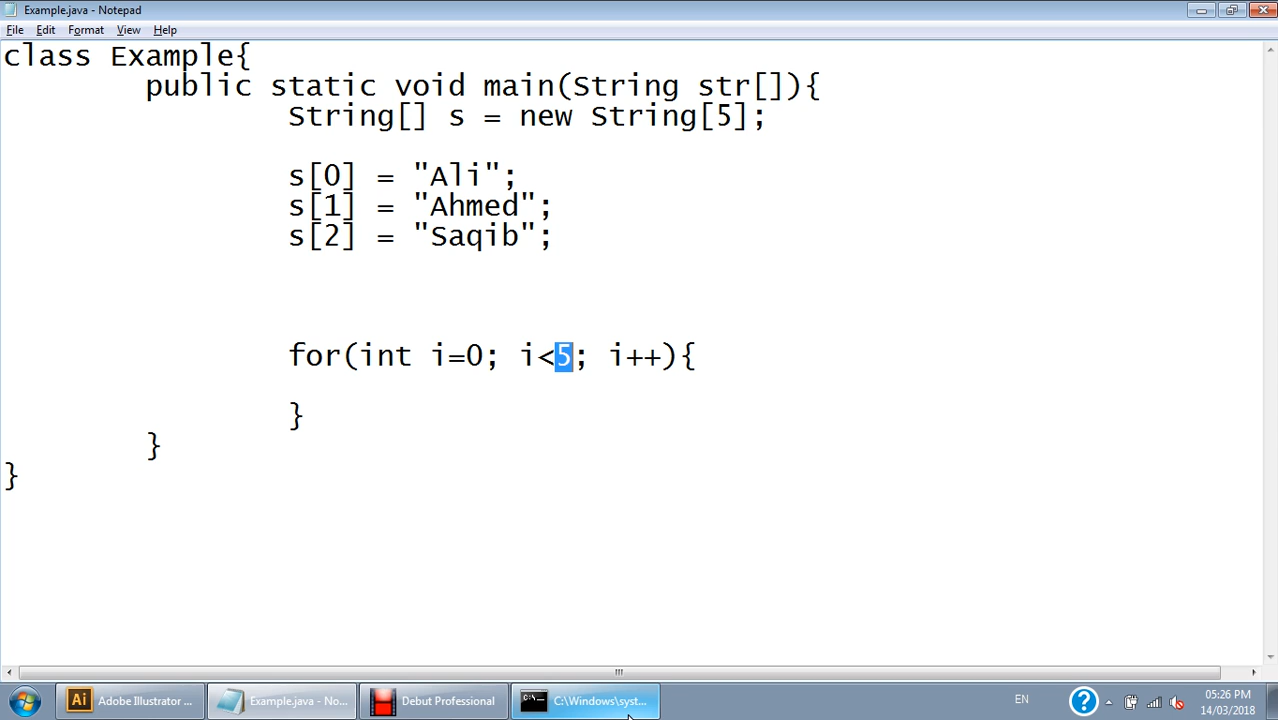 Example.java - Notepad
File Edit Format View Help
class Example{
public static void main(String str[]){
String[] s = new String[5];
s[0] = "Ali";
s[1] = "Ahmed";
s[2] = "Saqib";
for(int i=0; i<5; i++){
}
}
}
Ai Adobe Illustrator ... Example.java - No... Debut Professional C:\Windows\syst... EN 05:26 PM
14/03/2018